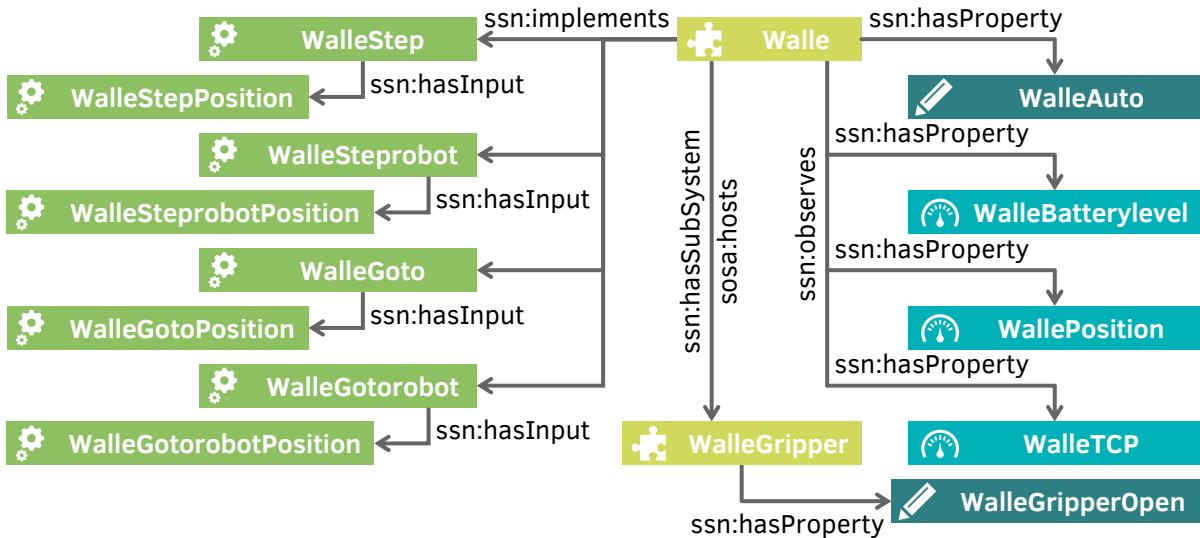 ssn:implements
ssn:hasProperty
WalleStep
Walle
ssn:hasInput
WalleStepPosition
WalleAuto
ssn:hasProperty
WalleSteprobot
ssn:hasInput
WalleSteprobotPosition
WalleBatterylevel
ssn:hasSubSystem
sosa:hosts
ssn:observes
ssn:hasProperty
WalleGoto
ssn:hasInput
WalleGotoPosition
WallePosition
ssn:hasProperty
WalleGotorobot
ssn:hasInput
WalleGotorobotPosition
WalleGripper
WalleTCP
WalleGripperOpen
ssn:hasProperty